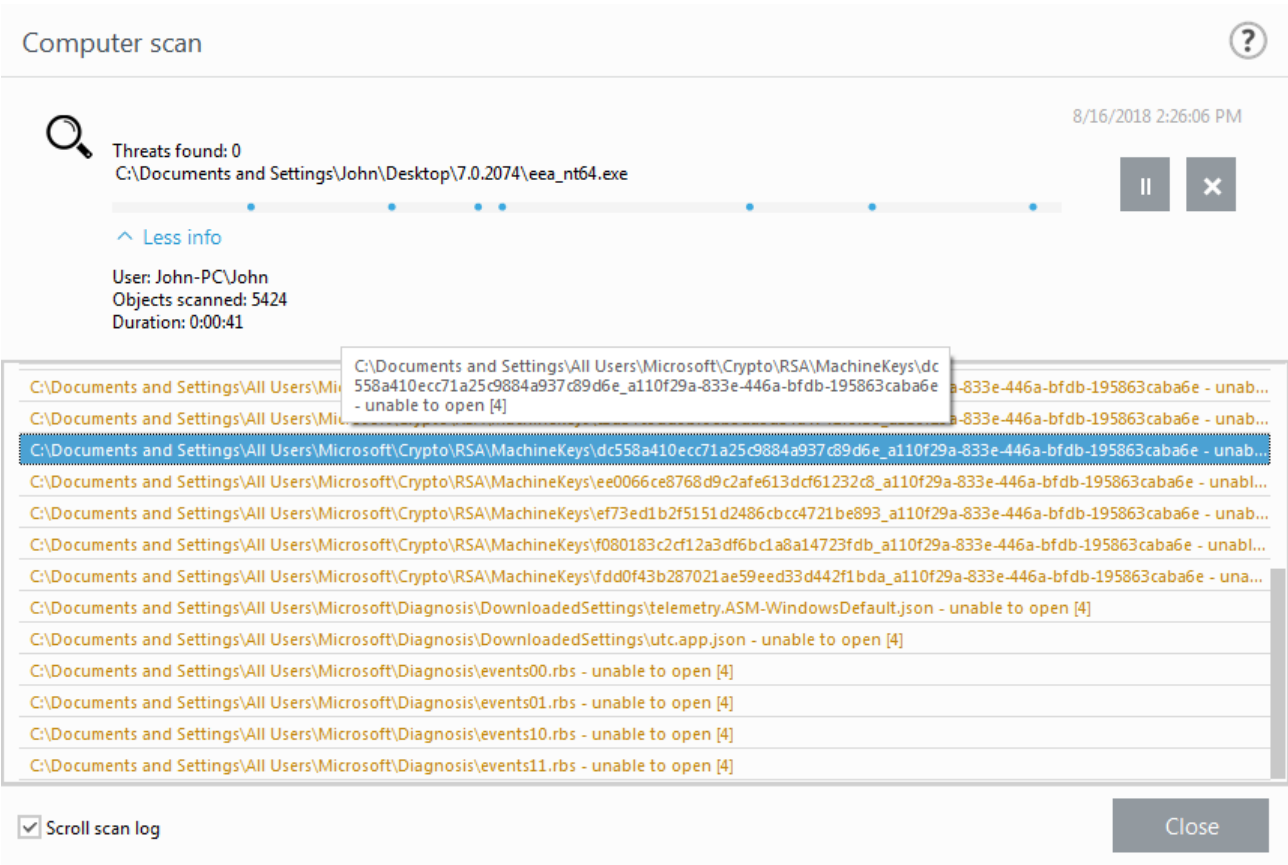 Computer scan
?
8/16/2018 2:26:06 PM
Threats found: 0
C:\Documents and Settings\John\Desktop\7.0.2074\eea_nt64.exe
Less info
User: John-PC\John
Objects scanned: 5424
Duration: 0:00:41
C:\Documents and Settings\All Users\Microsoft\Crypto\RSA\MachineKeys\dc
558a410ecc71a25c9884a937c89d6e_a110f29a-833e-446a-bfdb-195863caba6e
- unable to open [4]
C:\Documents and Settings\All Users\Mi a-833e-446a-bfdb-195863caba6e - unab...
C:\Documents and Settings\All Users\Mic a-833e-446a-bfdb-195863caba6e - unab...
C:\Documents and Settings\All Users\Microsoft\Crypto\RSA\MachineKeys\dc558a410ecc71a25c9884a937c89d6e_a110f29a-833e-446a-bfdb-195863caba6e - unab...
C:\Documents and Settings\All Users\Microsoft\Crypto\RSA\MachineKeys\ee0066ce8768d9c2afe613dcf61232c8_a110f29a-833e-446a-bfdb-195863caba6e - unabl...
C:\Documents and Settings\All Users\Microsoft\Crypto\RSA\MachineKeys\ef73ed1b2f5151d2486cbcc4721be893_a110f29a-833e-446a-bfdb-195863caba6e - unab...
C:\Documents and Settings\All Users\Microsoft\Crypto\RSA\MachineKeys\f080183c2cf12a3df6bc1a8a14723fdb_a110f29a-833e-446a-bfdb-195863caba6e - unabl...
C:\Documents and Settings\All Users\Microsoft\Crypto\RSA\MachineKeys\fdd0f43b287021ae59eed33d442f1bda_a110f29a-833e-446a-bfdb-195863caba6e - una...
C:\Documents and Settings\All Users\Microsoft\Diagnosis\DownloadedSettings\telemetry.ASM-WindowsDefault.json - unable to open [4]
C:\Documents and Settings\All Users\Microsoft\Diagnosis\DownloadedSettings\utc.app.json - unable to open [4]
C:\Documents and Settings\All Users\Microsoft\Diagnosis\events00.rbs - unable to open [4]
C:\Documents and Settings\All Users\Microsoft\Diagnosis\events01.rbs - unable to open [4]
C:\Documents and Settings\All Users\Microsoft\Diagnosis\events10.rbs - unable to open [4]
C:\Documents and Settings\All Users\Microsoft\Diagnosis\events11.rbs - unable to open [4]
Scroll scan log
Close